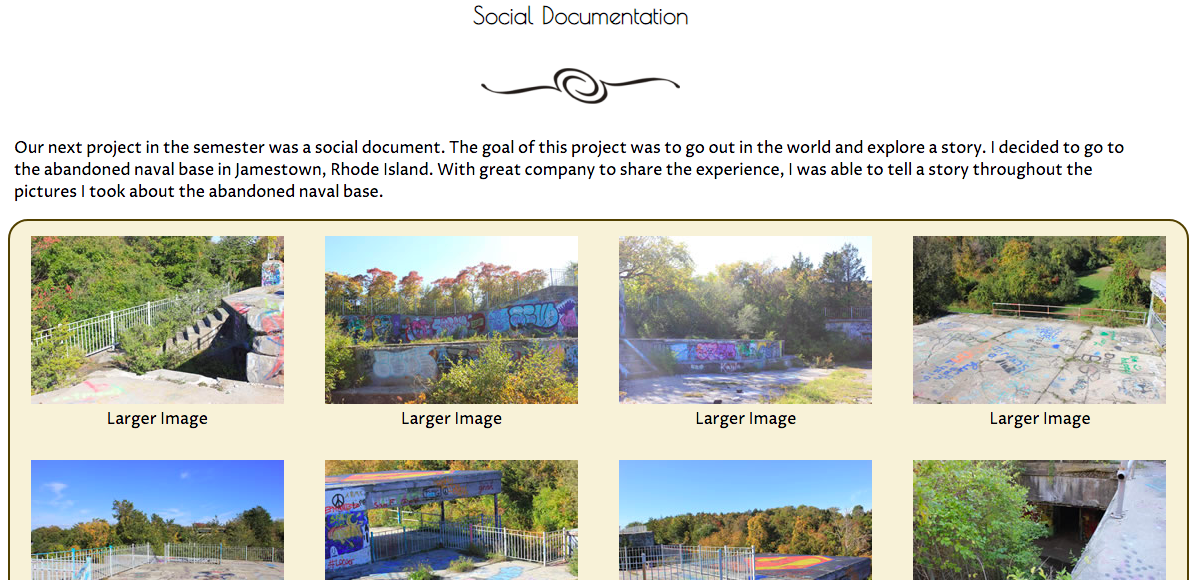 Social Documentation
Our next project in the semester was a social document. The goal of this project was to go out in the world and explore a story. I decided to go to
the abandoned naval base in Jamestown, Rhode Island. With great company to share the experience, I was able to tell a story throughout the
pictures I took about the abandoned naval base.
Larger Image
Larger Image
Larger Image
Larger Image